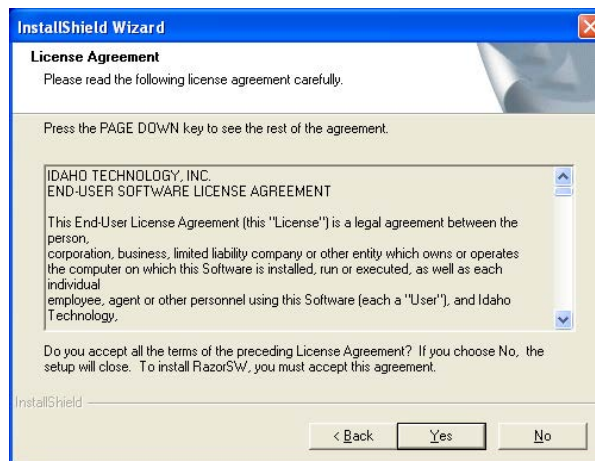 InstallShield Wizard
License Agreement
Please read the following license agreement carefully.
Press the PAGE DOWN key to see the rest of the agreement.
IDAHO TECHNOLOGY, INC.
END-USER SOFTWARE LICENSE AGREEMENT
This End-User License Agreement (this "License") is a legal agreement between the
person,
corporation, business, limited liability company or other entity which owns or operates
the computer on which this Software is installed, run or executed, as well as each
individual
employee, agent or other personnel using this Software (each a "User"), and Idaho
Technology,
Do you accept all the terms of the preceding License Agreement? If you choose No, the
setup will close. To install RazorSW, you must accept this agreement.
InstallShield
< Back Yes No